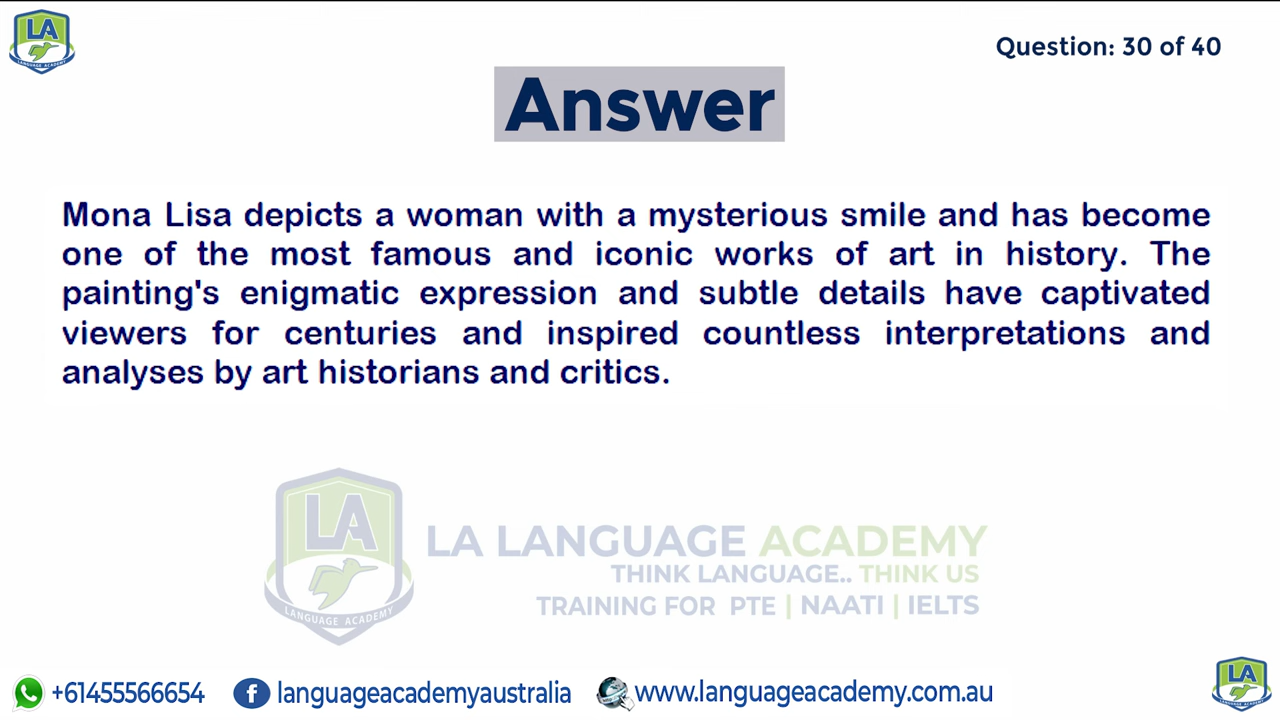 LA
LANGUAGE ACADEMY
Question: 30 of 40
Answer
Mona Lisa depicts a woman with a mysterious smile and has become
one of the most famous and iconic works of art in history. The
painting's enigmatic expression and subtle details have captivated
viewers for centuries and inspired countless interpretations and
analyses by art historians and critics.
LA
LANGUAGE ACADEMY
LA LANGUAGE ACADEMY
THINK LANGUAGE.. THINK US
TRAINING FOR PTE | NAATI | IELTS
+61455566654 f languageacademyaustralia www.languageacademy.com.au
LA
LANGUAGE ACADEMY